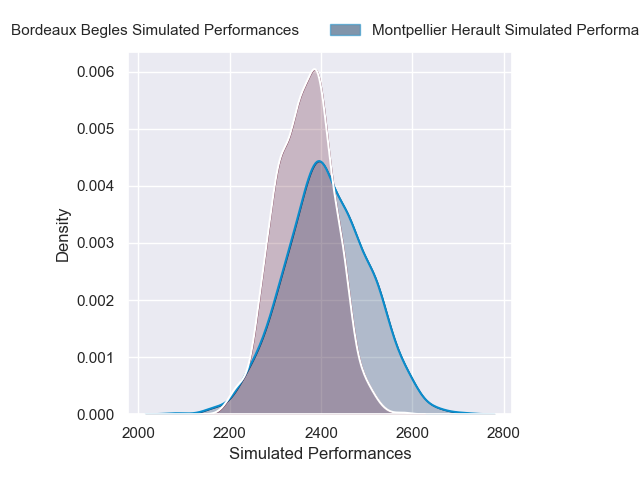 Bordeaux Begles Simulated Performances Montpellier Herault Simulated Performa
0.006
0.005
0.004
0.003
0.002
0.001
0.000
Density
2000 2200 2400 2600 2800
Simulated Performances